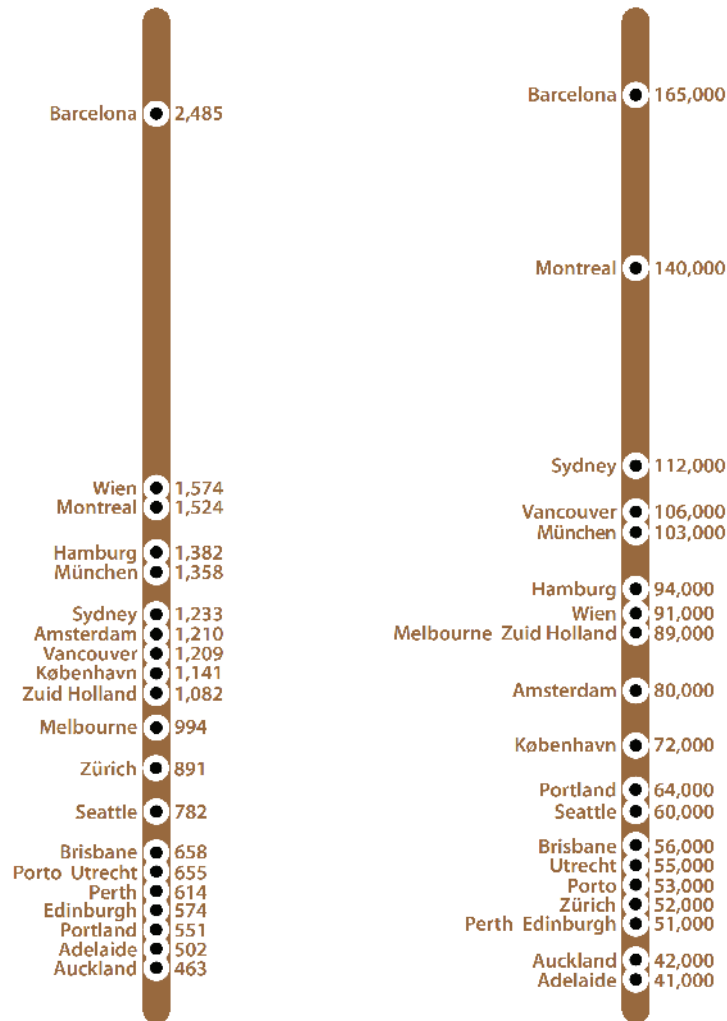 Barcelona 2,485
Wien 1,574
Montreal 1,524
Hamburg 1,382
München 1,358
Sydney 1,233
Amsterdam 1,210
Vancouver 1,209
København 1,141
Zuid Holland 1,082
Melbourne 994
Zürich 891
Seattle 782
Brisbane 658
Porto Utrecht 655
Perth 614
Edinburgh 574
Portland 551
Adelaide 502
Auckland 463
Barcelona 165,000
Montreal 140,000
Sydney 112,000
Vancouver 106,000
München 103,000
Hamburg 94,000
Wien 91,000
Melbourne Zuid Holland 89,000
Amsterdam 80,000
København 72,000
Portland 64,000
Seattle 60,000
Brisbane 56,000
Utrecht 55,000
Porto 53,000
Zürich 52,000
Perth Edinburgh 51,000
Auckland 42,000
Adelaide 41,000